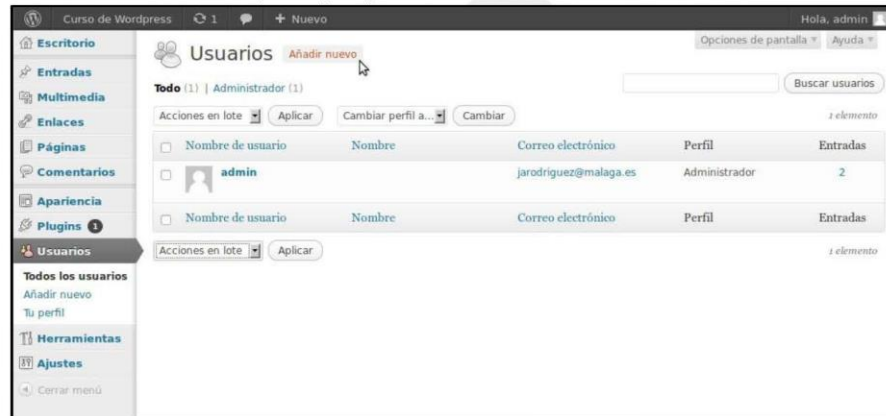 Curso de Wordpress 1 + Nuevo Hola, admin
Opciones de pantalla Ayuda
Escritorio
Entradas
Multimedia
Enlaces
Páginas
Comentarios
Apariencia
Plugins 1
Usuarios
Todos los usuarios
Añadir nuevo
Tu perfil
Herramientas
Ajustes
Cerrar menú
Usuarios Añadir nuevo
Todo (1) | Administrador (1)
Buscar usuarios
Acciones en lote Aplicar Cambiar perfil a... Cambiar 1 elemento
Nombre de usuario Nombre Correo electrónico Perfil Entradas
admin jarodriguez@malaga.es Administrador 2
Nombre de usuario Nombre Correo electrónico Perfil Entradas
Acciones en lote Aplicar 1 elemento